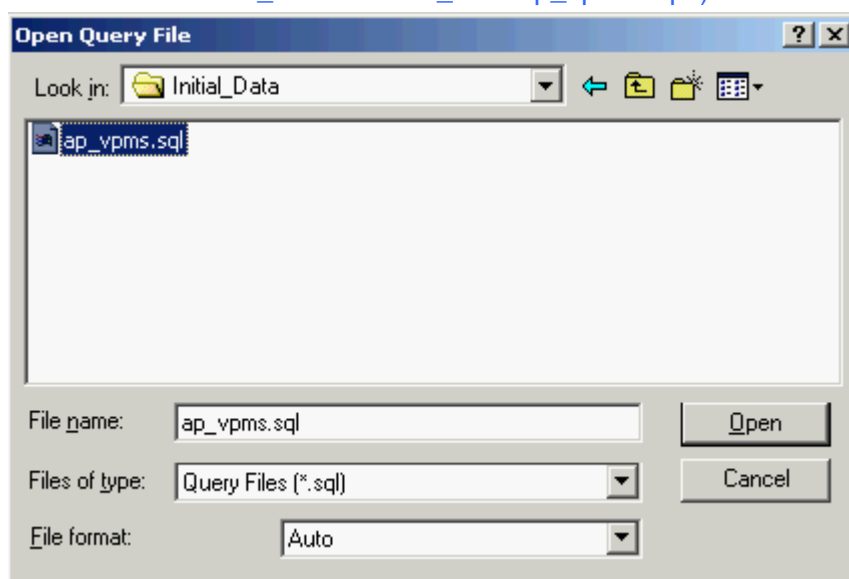 Open Query File
Look in: Initial_Data
ap_vpms.sql
File name: ap_vpms.sql Open
Files of type: Query Files (*.sql) Cancel
File format: Auto